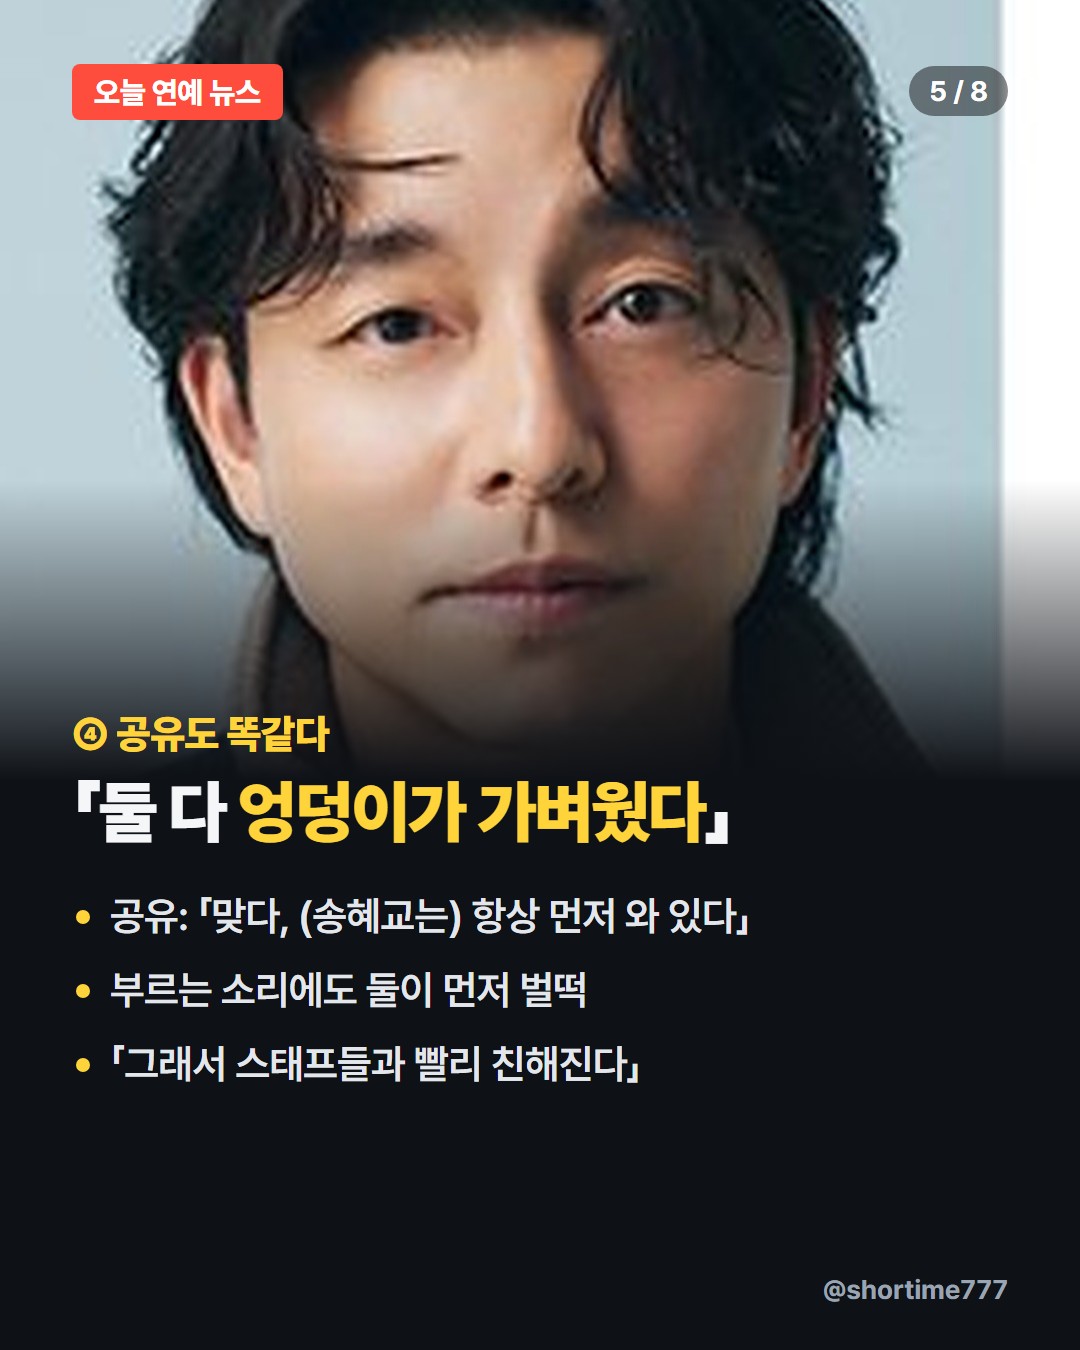 오늘 연예 뉴스
5 / 8
④ 공유도 똑같다
「둘 다 엉덩이가 가벼웠다」
• 공유: 「맞다, (송혜교는) 항상 먼저 와 있다」
• 부르는 소리에도 둘이 먼저 벌떡
• 「그래서 스태프들과 빨리 친해진다」
@shortime777